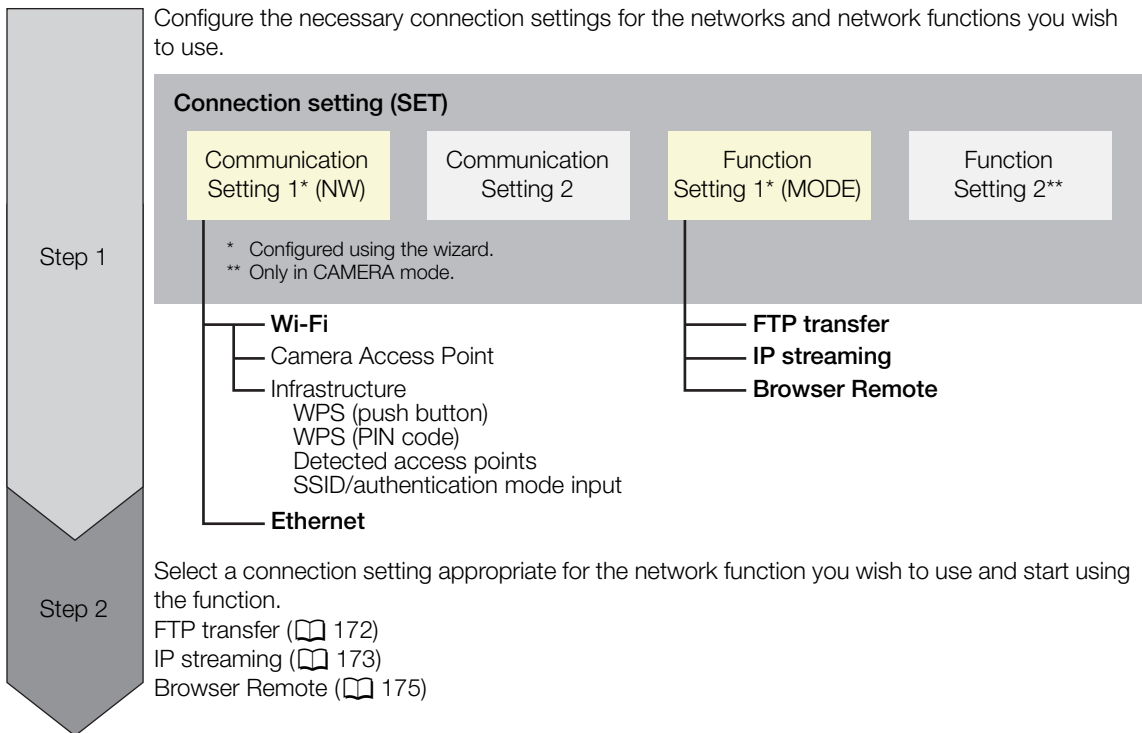 Configure the necessary connection settings for the networks and network functions you wish
to use.
Step 1
Connection setting (SET)
Communication
Setting 1* (NW)
Communication
Setting 2
Function
Setting 1* (MODE)
Function
Setting 2**
* Configured using the wizard.
** Only in CAMERA mode.
Wi-Fi
Camera Access Point
Infrastructure
WPS (push button)
WPS (PIN code)
Detected access points
SSID/authentication mode input
Ethernet
FTP transfer
IP streaming
Browser Remote
Step 2
Select a connection setting appropriate for the network function you wish to use and start using
the function.
FTP transfer (172)
IP streaming (173)
Browser Remote (175)